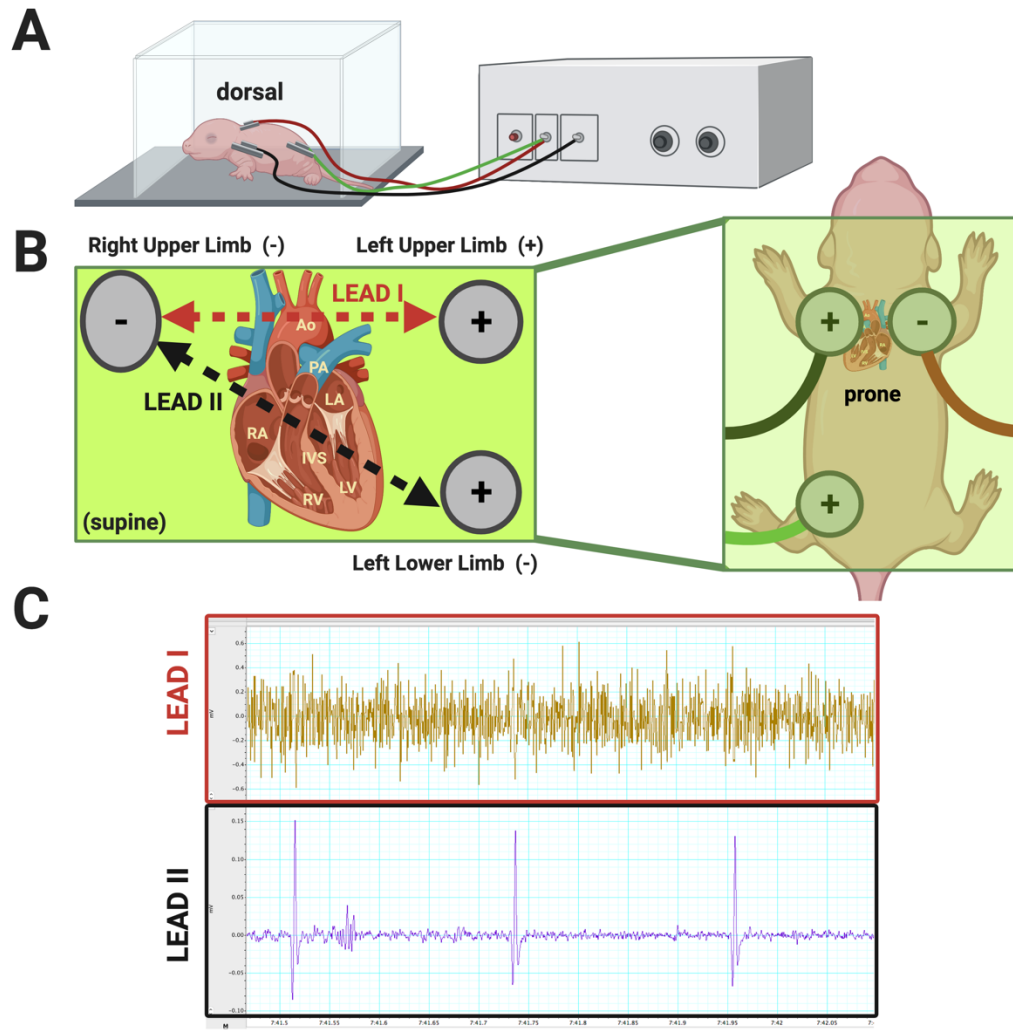 A
dorsal
B
Right Upper Limb (-)
Left Upper Limb (+)
LEAD I
-
+
Ao
PA
LEAD II
LA
RA
IVS
LV
RV
+
(supine)
Left Lower Limb (-)
+
-
prone
+
C
LEAD I
mV
0.6
0.4
0.2
0.0
-0.2
-0.4
-0.6
LEAD II
mV
0.15
0.10
0.05
0.00
-0.05
-0.10
M
7:41.5
7:41.55
7:41.6
7:41.65
7:41.7
7:41.75
7:41.8
7:41.85
7:41.9
7:41.95
7:42
7:42.05